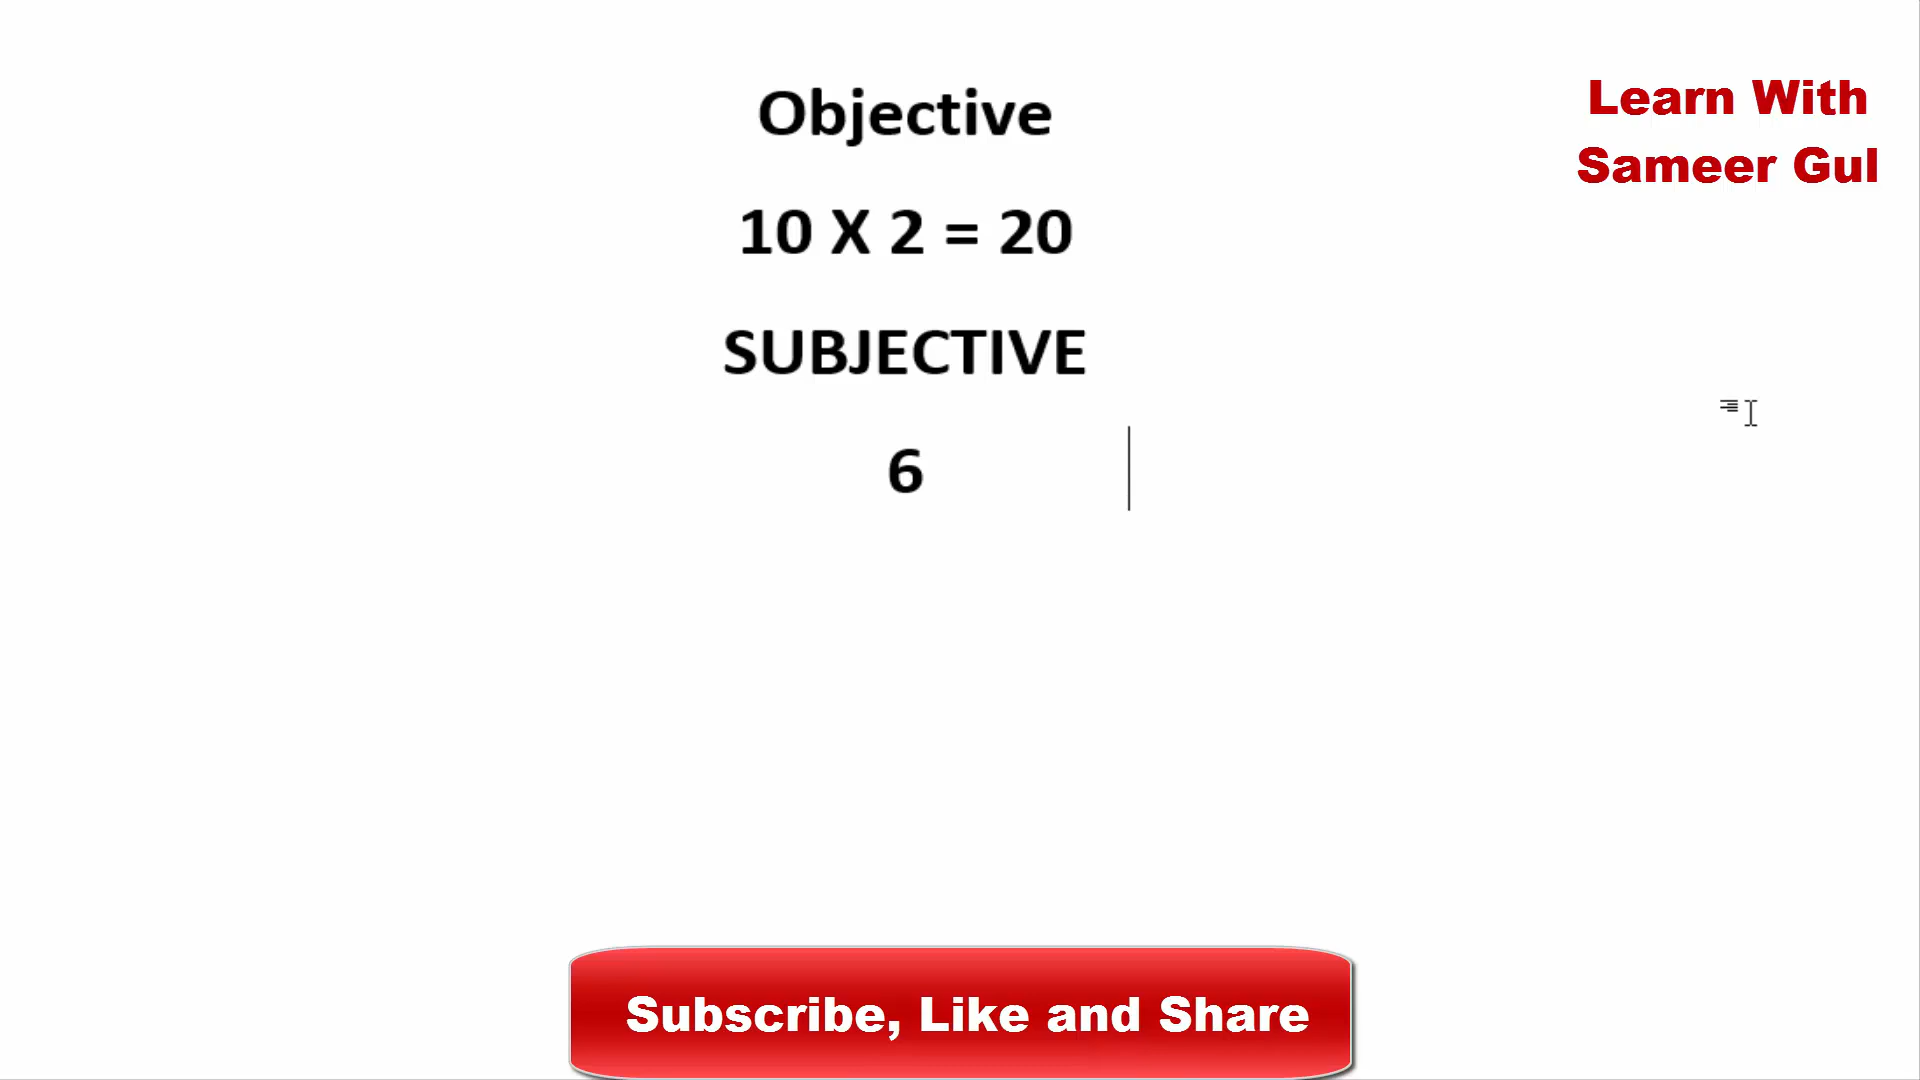 Objective
10 X 2 = 20
SUBJECTIVE
6
Learn With
Sameer Gul
Subscribe, Like and Share